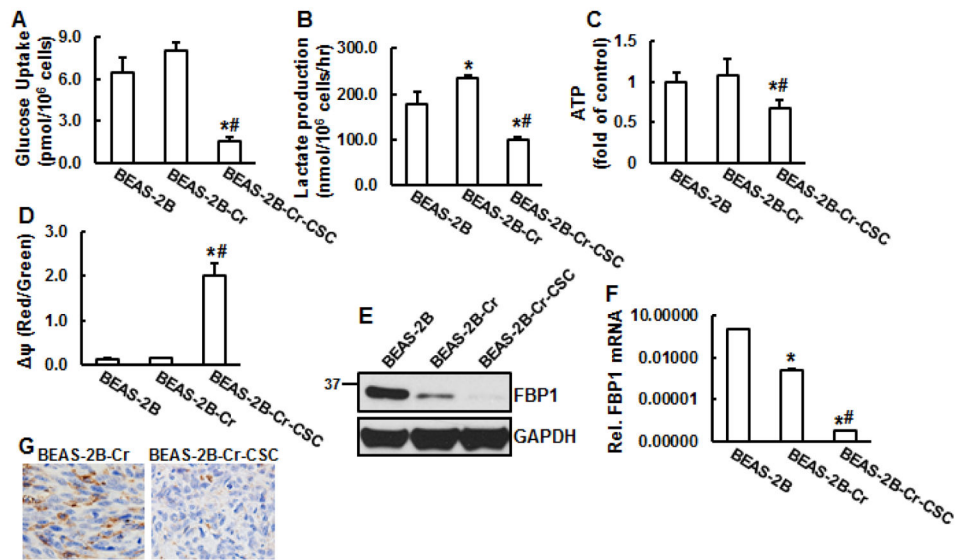 A
Glucose Uptake
(pmol/10⁶ cells)
9.0
6.0
3.0
0.0
*#
BEAS-2B
BEAS-2B-Cr
BEAS-2B-Cr-CSC
B
Lactate production
(nmol/10⁶ cells/hr)
300.0
200.0
100.0
0.0
*
*#
BEAS-2B
BEAS-2B-Cr
BEAS-2B-Cr-CSC
C
ATP
(fold of control)
1.5
1
0.5
0
*#
BEAS-2B
BEAS-2B-Cr
BEAS-2B-Cr-CSC
D
Δψ (Red/Green)
3.0
2.0
1.0
0.0
*#
BEAS-2B
BEAS-2B-Cr
BEAS-2B-Cr-CSC
E
BEAS-2B
BEAS-2B-Cr
BEAS-2B-Cr-CSC
37
FBP1
GAPDH
F
Rel. FBP1 mRNA
10.00000
0.01000
0.00001
0.00000
*
*#
BEAS-2B
BEAS-2B-Cr
BEAS-2B-Cr-CSC
G
BEAS-2B-Cr BEAS-2B-Cr-CSC